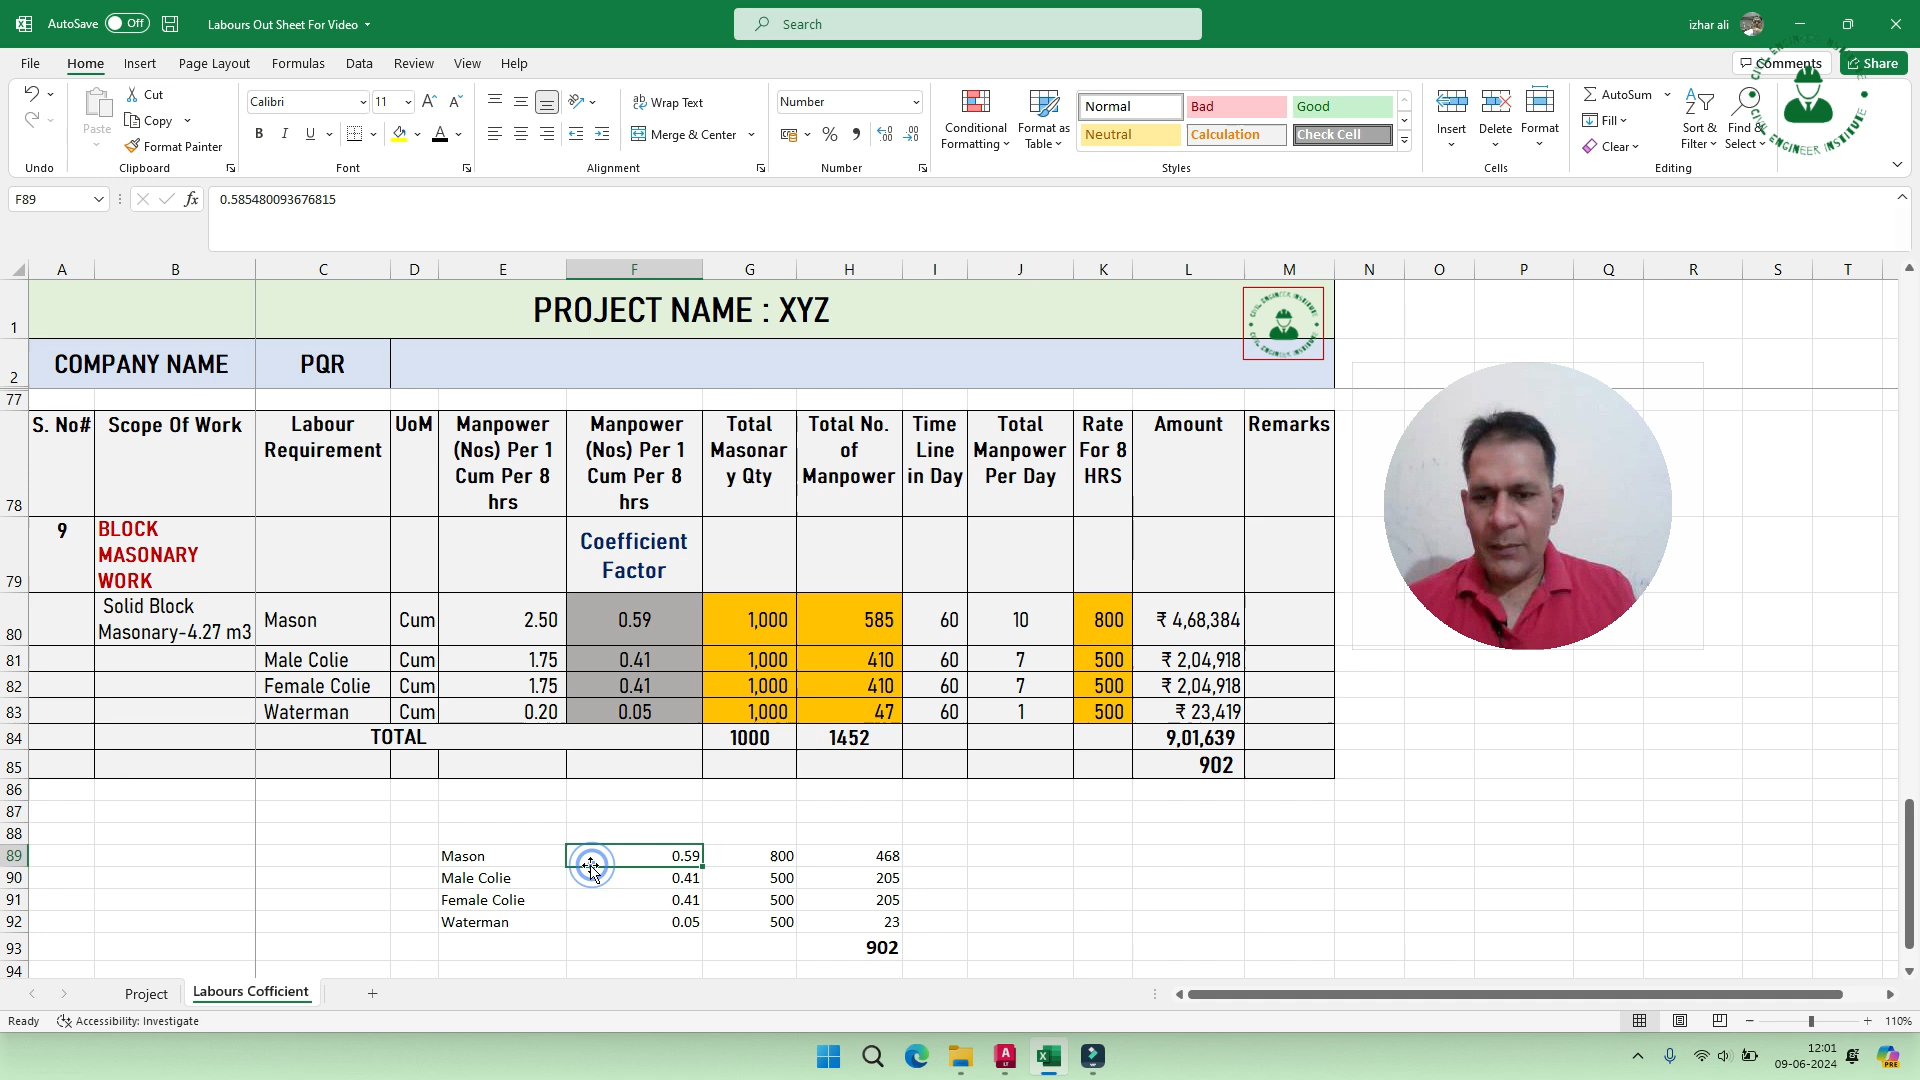 AutoSave Off Labours Out Sheet For Video Search izhar ali
File Home Insert Page Layout Formulas Data Review View Help Comments Share
Paste Cut Copy Format Painter
Calibri 11 B I U A
Wrap Text Merge & Center
Number
Conditional Formatting Format as Table
Normal Bad Good
Neutral Calculation Check Cell
Insert Delete Format
AutoSum Fill Clear Sort & Filter Find & Select
Undo Clipboard Font Alignment Number Styles Cells Editing
CIVIL ENGINEER INSTITUTE
F89 fx 0.585480093676815
A B C D E F G H I J K L M N O P Q R S T
1 PROJECT NAME : XYZ
2 COMPANY NAME PQR
77
78 S. No# Scope Of Work Labour Requirement UoM Manpower (Nos) Per 1 Cum Per 8 hrs Manpower (Nos) Per 1 Cum Per 8 hrs Total Masonar y Qty Total No. of Manpower Time Line in Day Total Manpower Per Day Rate For 8 HRS Amount Remarks
79 9 BLOCK MASONARY WORK Coefficient Factor
80 Solid Block Masonary-4.27 m3 Mason Cum 2.50 0.59 1,000 585 60 10 800 ₹ 4,68,384
81 Male Colie Cum 1.75 0.41 1,000 410 60 7 500 ₹ 2,04,918
82 Female Colie Cum 1.75 0.41 1,000 410 60 7 500 ₹ 2,04,918
83 Waterman Cum 0.20 0.05 1,000 47 60 1 500 ₹ 23,419
84 TOTAL 1000 1452 9,01,639
85 902
86
87
88
89 Mason 0.59 800 468
90 Male Colie 0.41 500 205
91 Female Colie 0.41 500 205
92 Waterman 0.05 500 23
93 902
94
Project Labours Cofficient
Ready Accessibility: Investigate 110%
12:01
09-06-2024